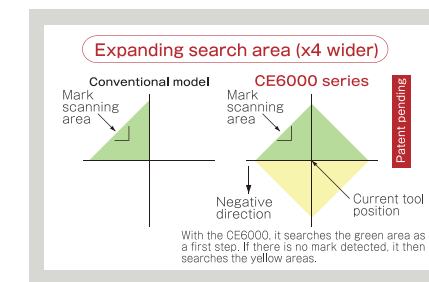 Expanding search area (x4 wider)
Conventional model
Mark
scanning
area
CE6000 series
Mark
scanning
area
Patent pending
Negative
direction
Current tool
position
With the CE6000, it searches the green area as
a first step. If there is no mark detected, it then
searches the yellow areas.